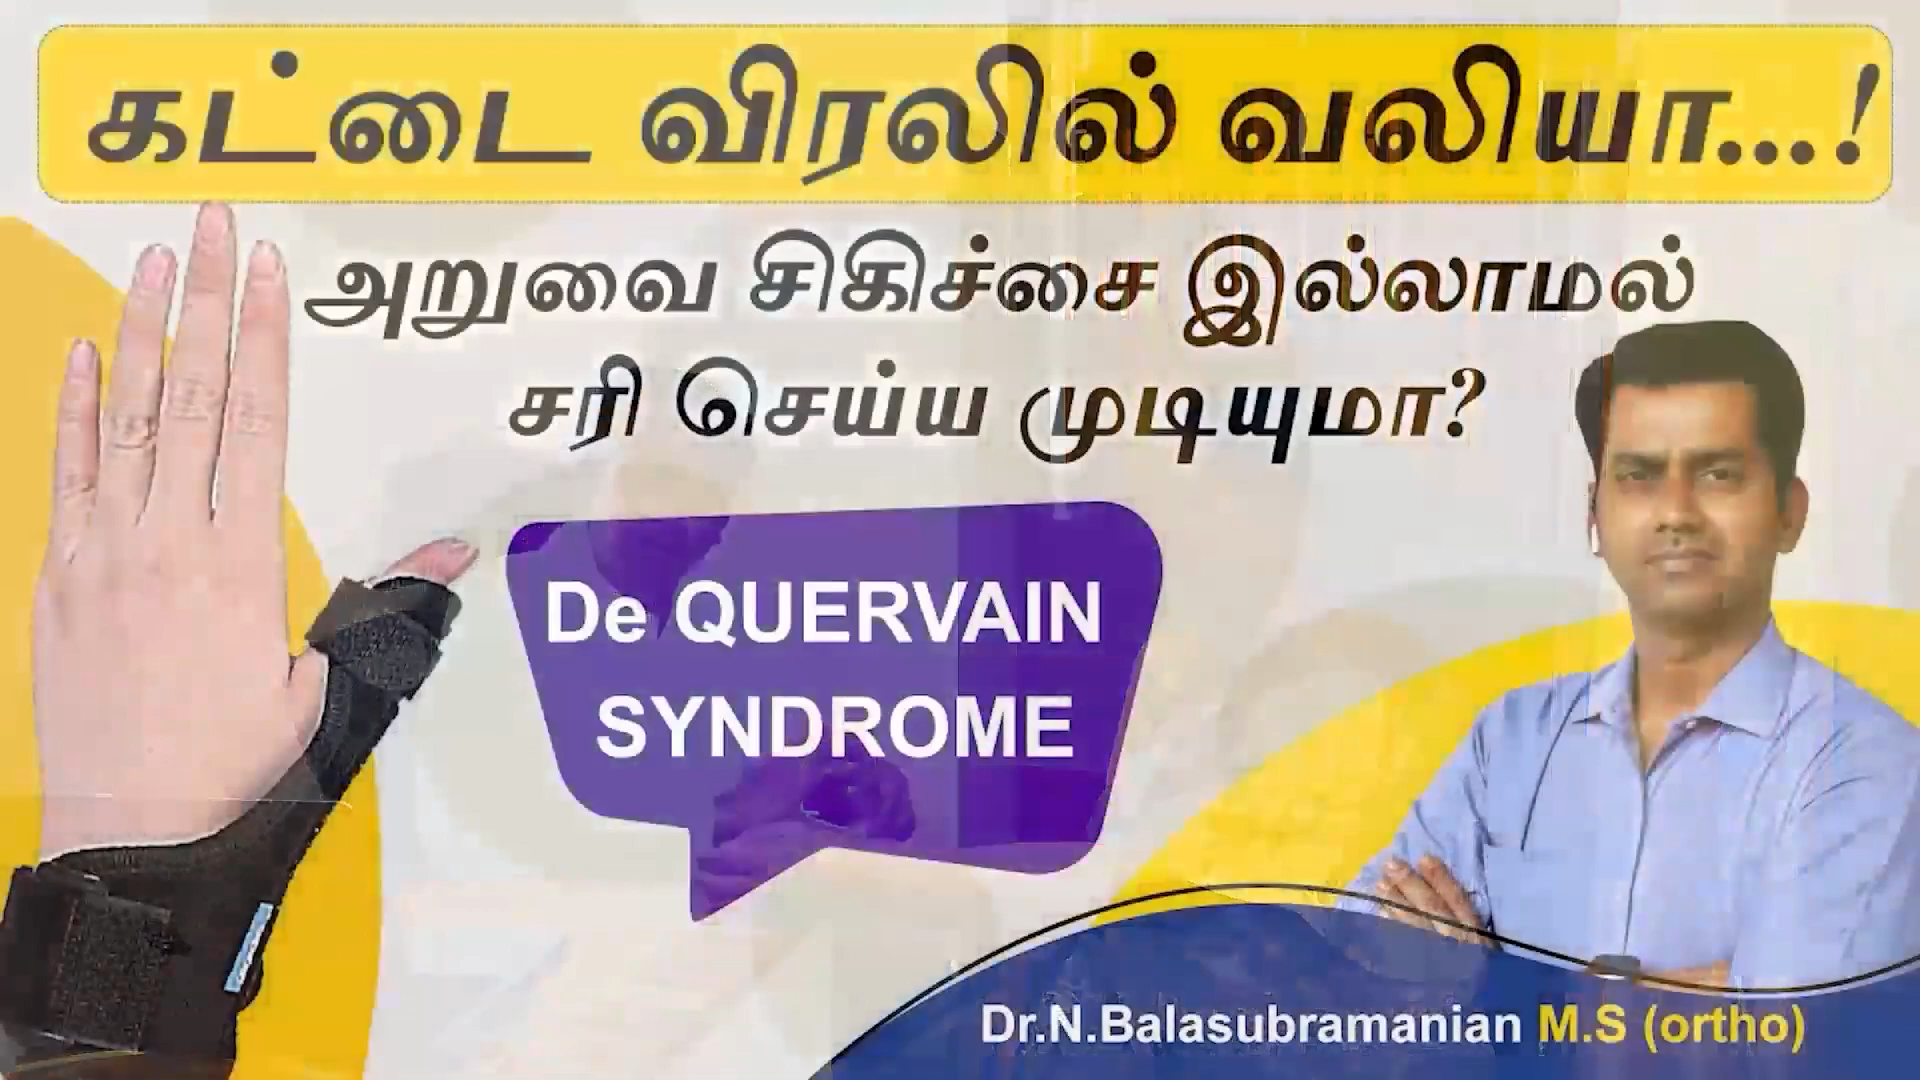 கட்டை விரலில் வலியா...!
அறுவை சிகிச்சை இல்லாமல்
சரி செய்ய முடியுமா?
De QUERVAIN
SYNDROME
Dr.N.Balasubramanian M.S (ortho)